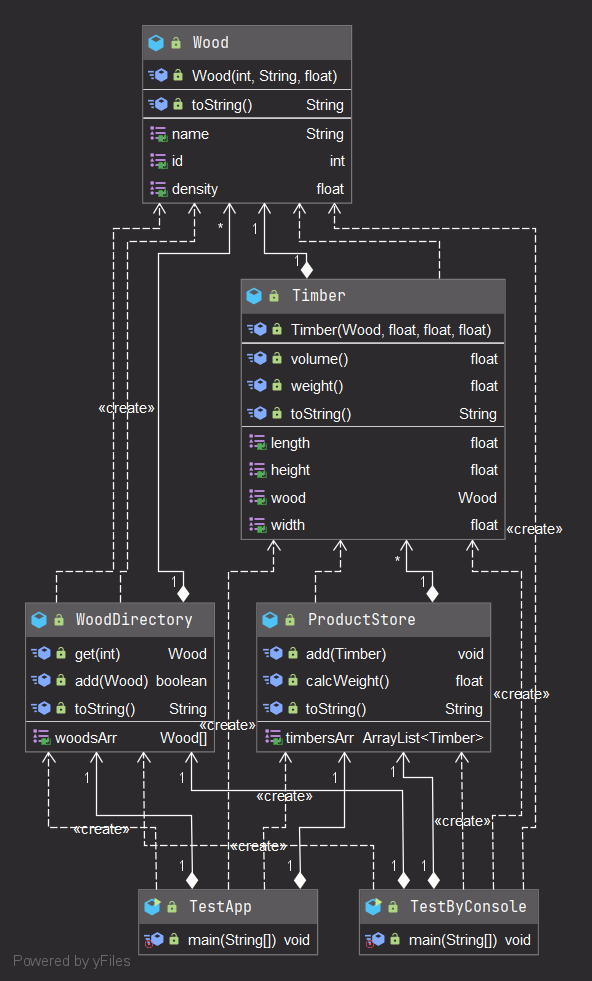 Wood
Wood(int, String, float)
toString() String
name String
id int
density float
* 1
1
Timber
Timber(Wood, float, float, float)
volume() float
weight() float
toString() String
length float
height float
wood Wood
width float
«create»
«create»
*
1 1
WoodDirectory
get(int) Wood
add(Wood) boolean
toString() String
woodsArr Wood[]
ProductStore
add(Timber) void
calcWeight() float
toString() String
timbersArr ArrayList<Timber>
«create»
«create»
1 1 1 1
«create»
«create» «create» «create»
1 1 1 1
TestApp
main(String[]) void
TestByConsole
main(String[]) void
Powered by yFiles